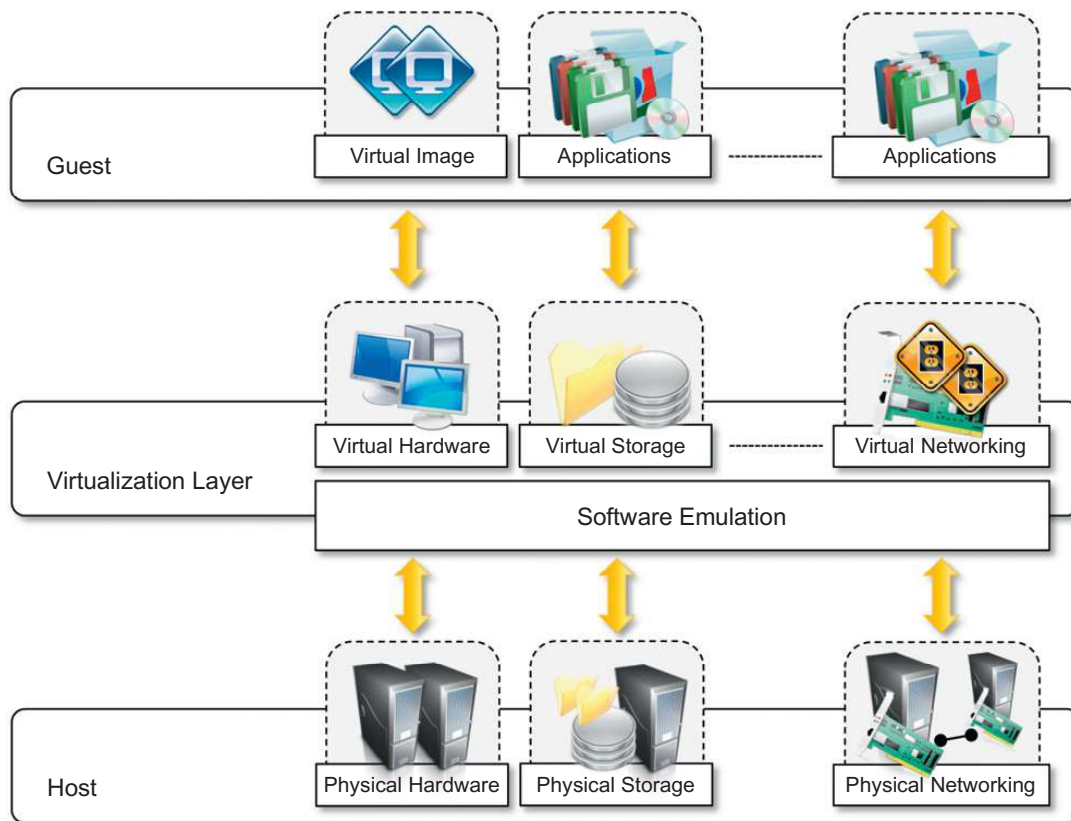 Guest
Virtual Image
Applications
Applications
Virtualization Layer
Virtual Hardware
Virtual Storage
Virtual Networking
Software Emulation
Host
Physical Hardware
Physical Storage
Physical Networking